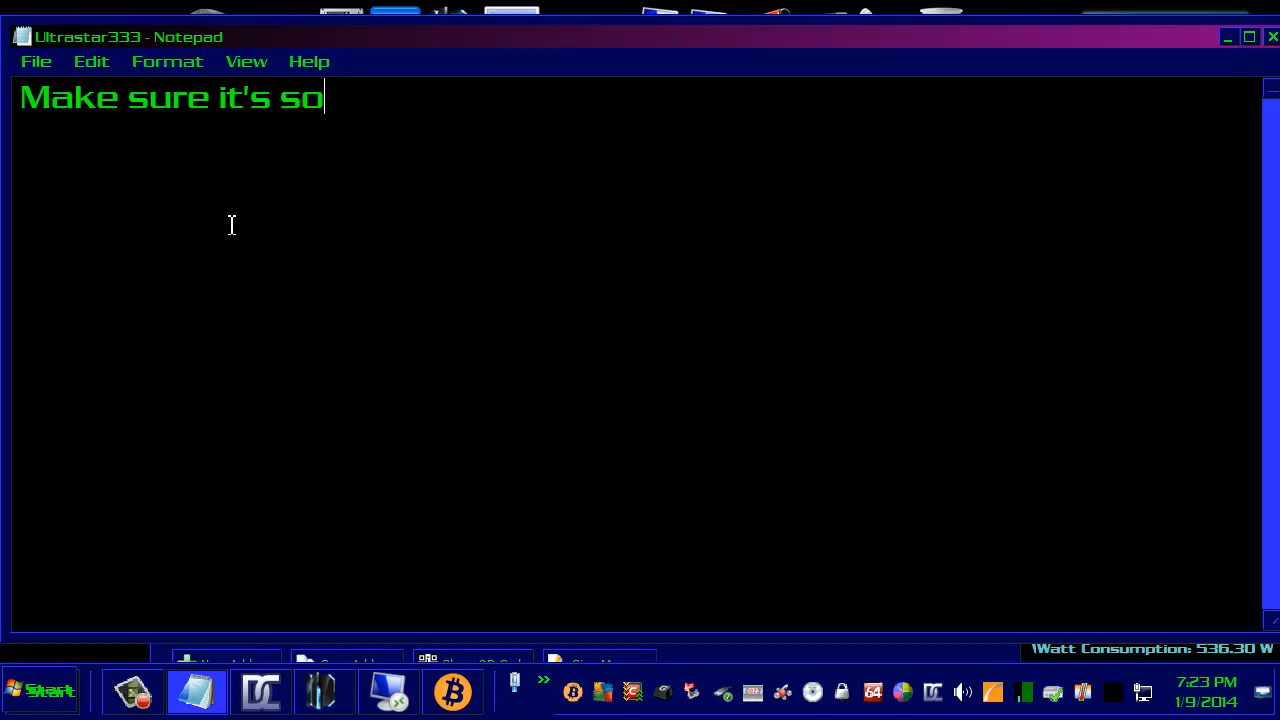 Ultrastar333 - Notepad
File Edit Format View Help
Make sure it's so
Watt Consumption: 536.30 W
Start
64
7:23 PM
1/9/2014